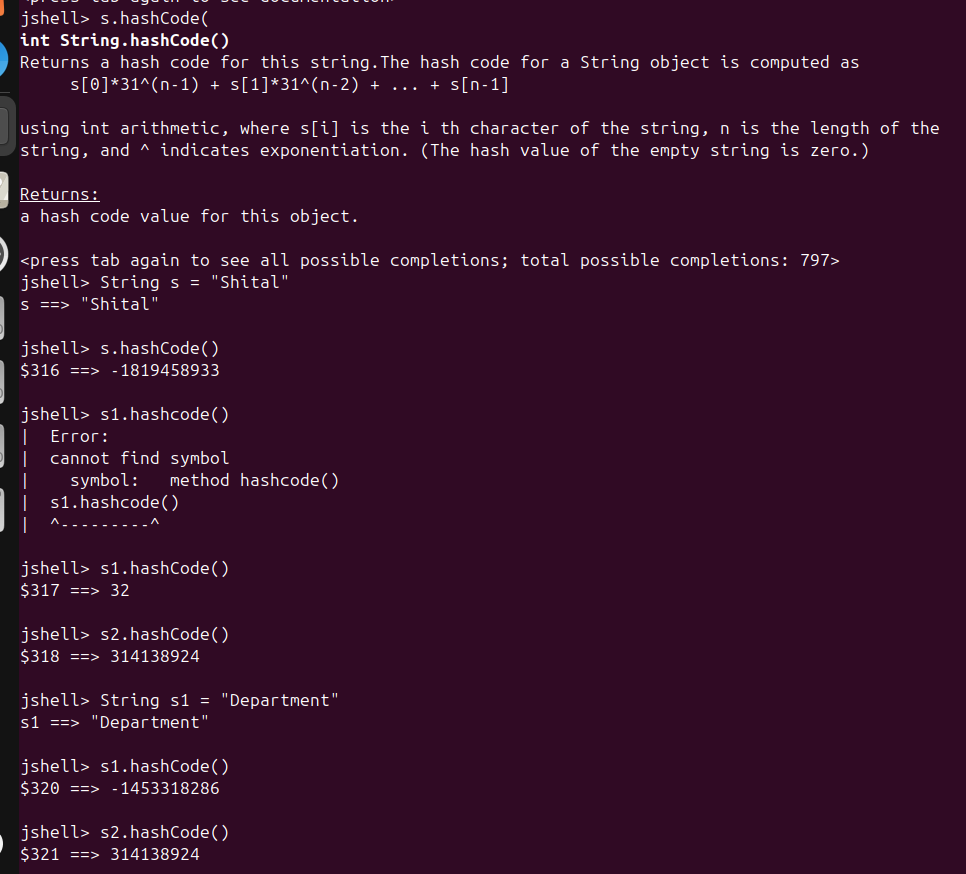 <press tab again to see documentation>
jshell> s.hashCode(
int String.hashCode()
Returns a hash code for this string.The hash code for a String object is computed as
     s[0]*31^(n-1) + s[1]*31^(n-2) + ... + s[n-1]
using int arithmetic, where s[i] is the i th character of the string, n is the length of the
string, and ^ indicates exponentiation. (The hash value of the empty string is zero.)
Returns:
a hash code value for this object.
<press tab again to see all possible completions; total possible completions: 797>
jshell> String s = "Shital"
s ==> "Shital"
jshell> s.hashCode()
$316 ==> -1819458933
jshell> s1.hashcode()
|  Error:
|  cannot find symbol
|    symbol:   method hashcode()
|  s1.hashcode()
|  ^---------^
jshell> s1.hashCode()
$317 ==> 32
jshell> s2.hashCode()
$318 ==> 314138924
jshell> String s1 = "Department"
s1 ==> "Department"
jshell> s1.hashCode()
$320 ==> -1453318286
jshell> s2.hashCode()
$321 ==> 314138924